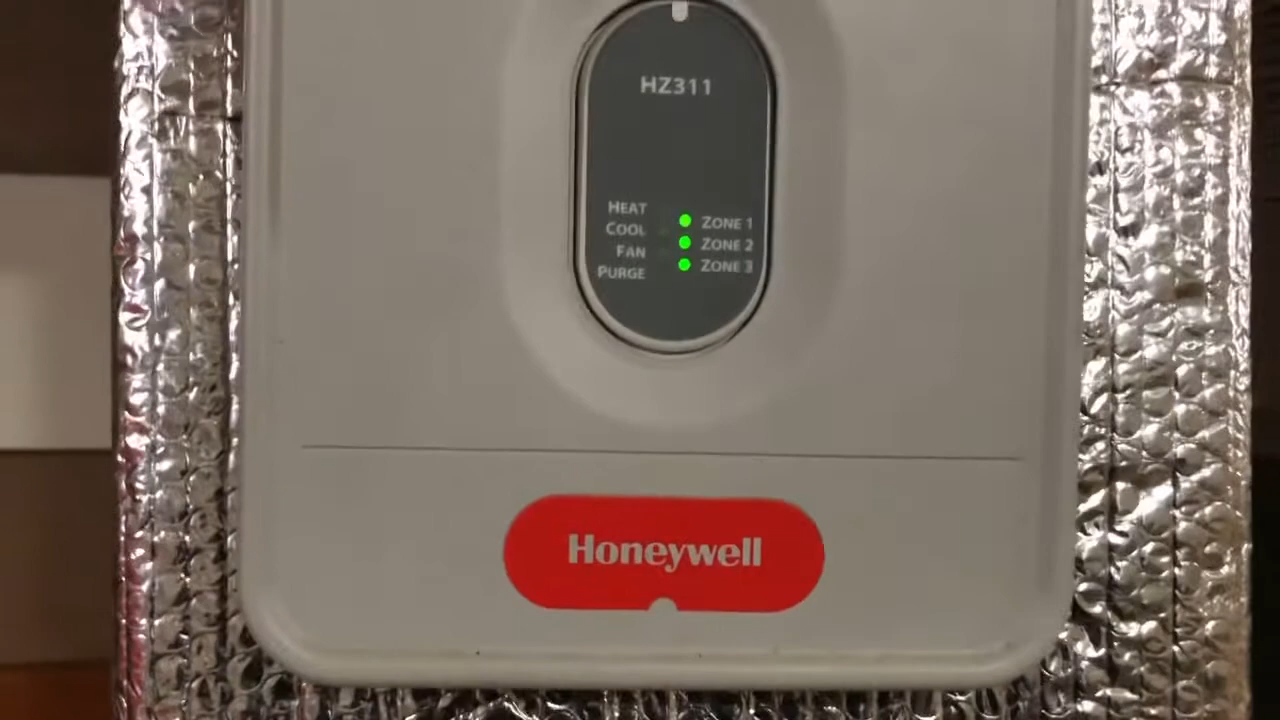 HZ311
HEAT
COOL
FAN
PURGE
ZONE 1
ZONE 2
ZONE 3
Honeywell